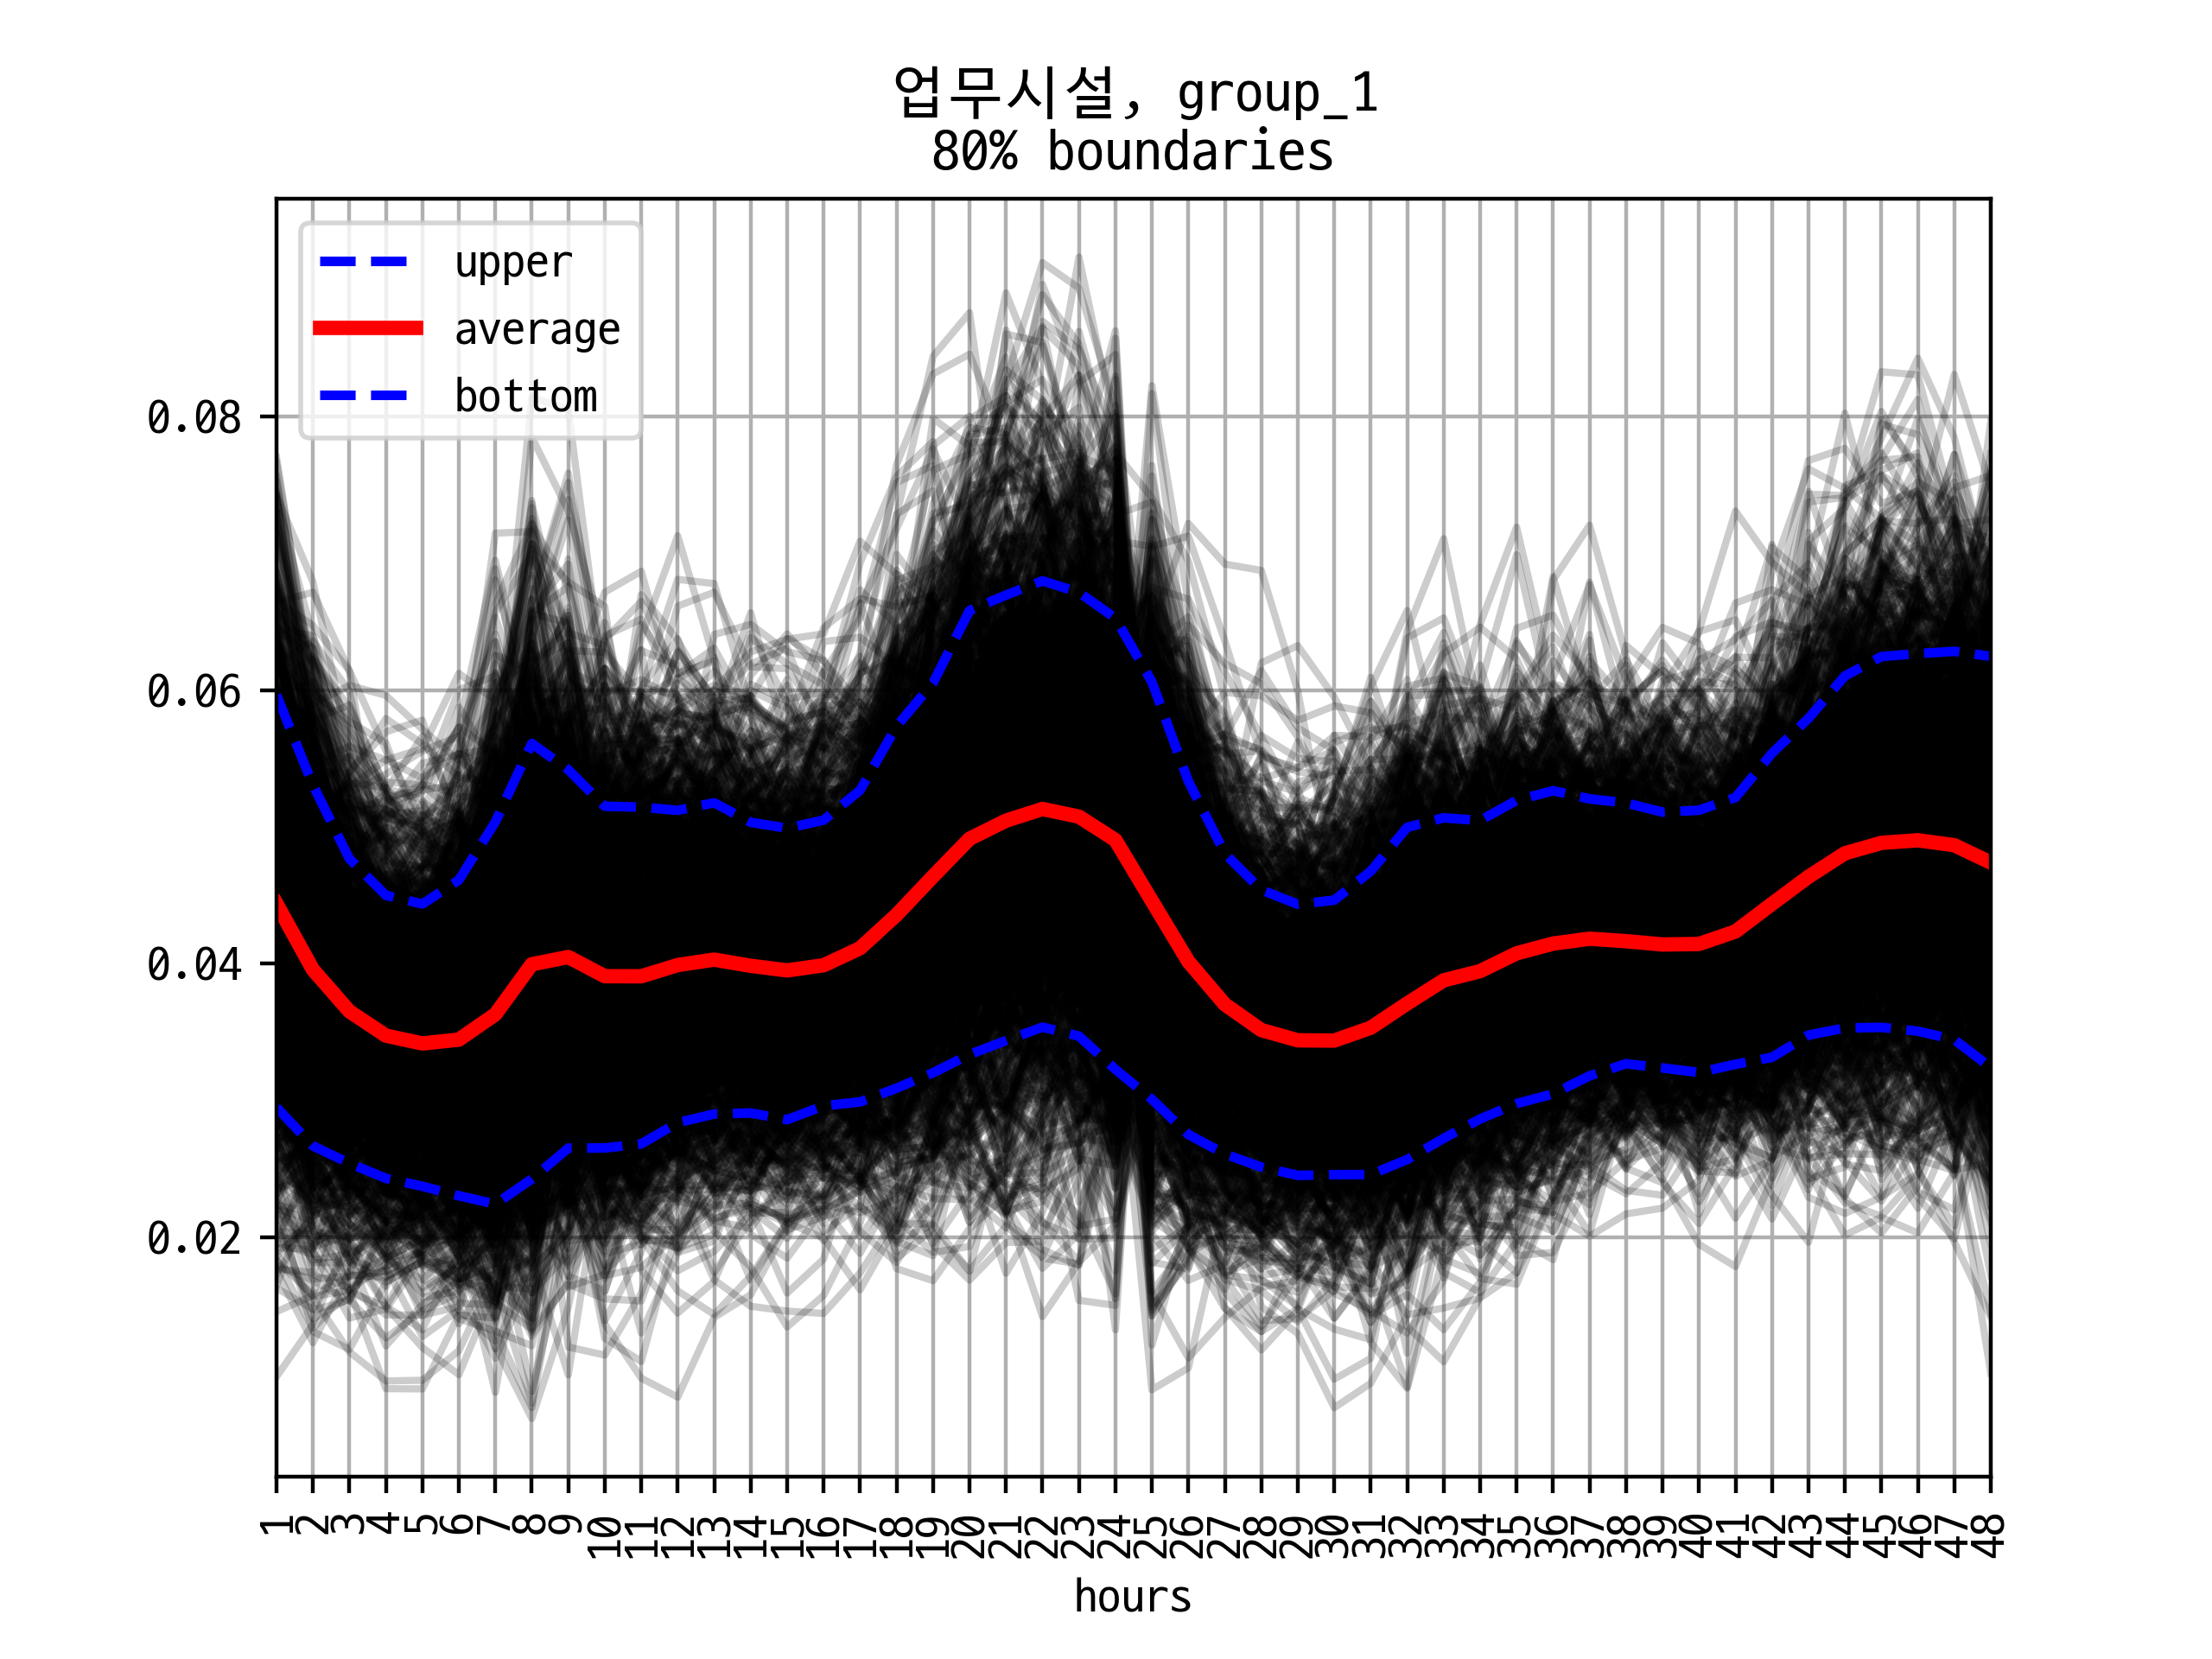 업무시설, group_1
80% boundaries
upper
average
bottom
0.08
0.06
0.04
0.02
1 2 3 4 5 6 7 8 9 10 11 12 13 14 15 16 17 18 19 20 21 22 23 24 25 26 27 28 29 30 31 32 33 34 35 36 37 38 39 40 41 42 43 44 45 46 47 48
hours